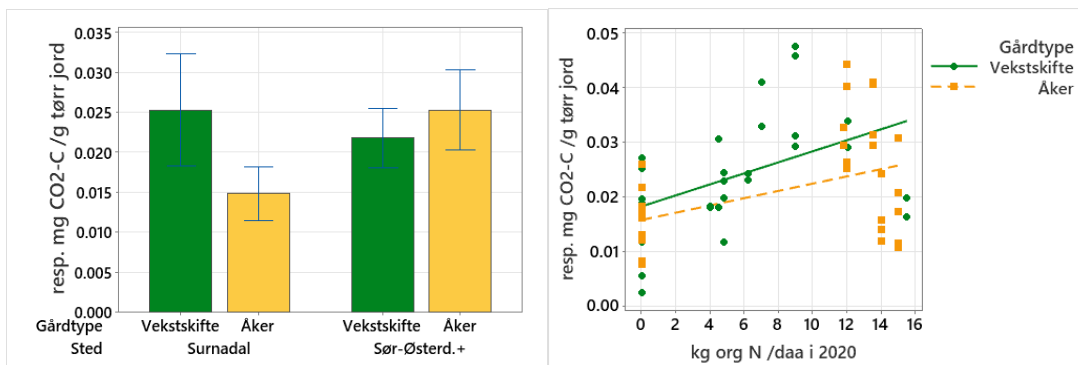 resp. mg CO2-C /g tørr jord
0.035
0.030
0.025
0.020
0.015
0.010
0.005
0.000
Gårdtype Vekstskifte Åker Vekstskifte Åker
Sted Surnadal Sør-Østerd.+
resp. mg CO2-C /g tørr jord
0.05
0.04
0.03
0.02
0.01
0.00
0 2 4 6 8 10 12 14 16
kg org N /daa i 2020
Gårdtype
Vekstskifte
Åker